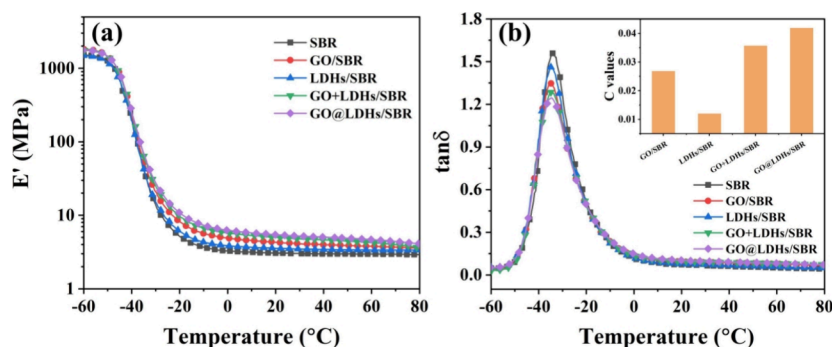 (a)
SBR
GO/SBR
LDHs/SBR
GO+LDHs/SBR
GO@LDHs/SBR
E' (MPa)
1000
100
10
1
-60 -40 -20 0 20 40 60 80
Temperature (°C)
(b)
tanδ
1.8
1.5
1.2
0.9
0.6
0.3
0.0
C values
0.04
0.03
0.02
0.01
GO/SBR
LDHs/SBR
GO+LDHs/SBR
GO@LDHs/SBR
SBR
GO/SBR
LDHs/SBR
GO+LDHs/SBR
GO@LDHs/SBR
-60 -40 -20 0 20 40 60 80
Temperature (°C)